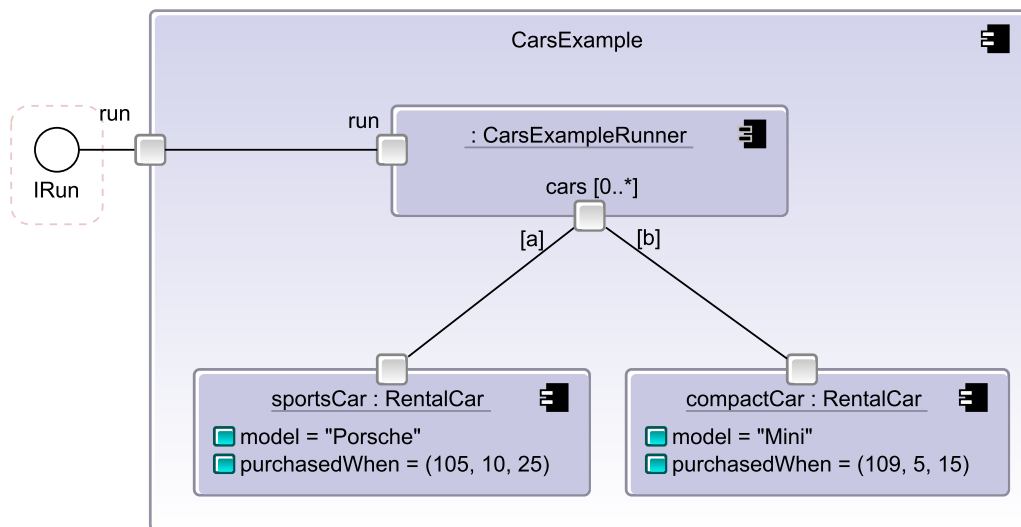 CarsExample
run
IRun
run
: CarsExampleRunner
cars [0..*]
[a]
[b]
sportsCar : RentalCar
model = "Porsche"
purchasedWhen = (105, 10, 25)
compactCar : RentalCar
model = "Mini"
purchasedWhen = (109, 5, 15)